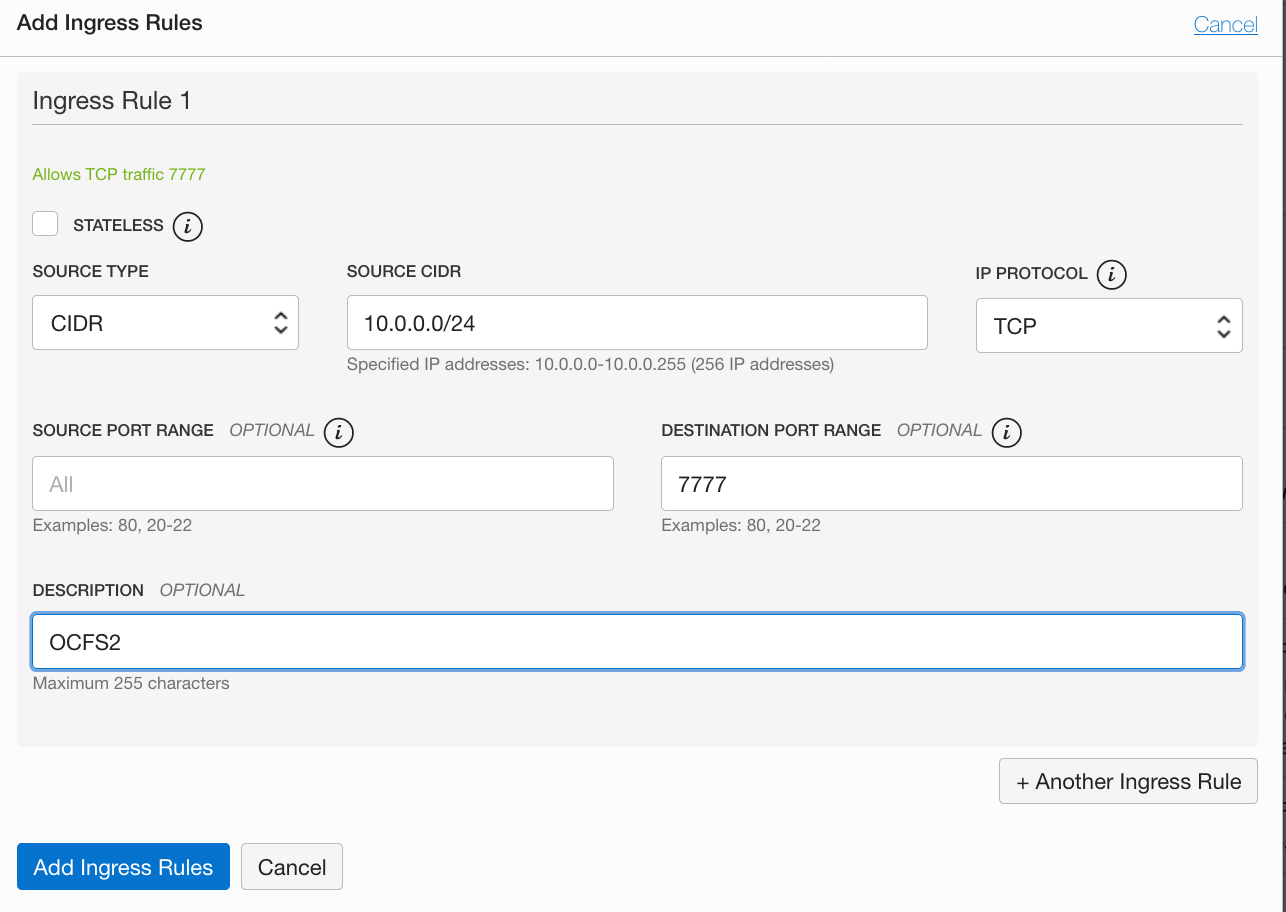 Add Ingress Rules
Cancel
Ingress Rule 1
Allows TCP traffic 7777
STATELESS i
SOURCE TYPE
SOURCE CIDR
IP PROTOCOL i
CIDR
10.0.0.0/24
TCP
Specified IP addresses: 10.0.0.0-10.0.0.255 (256 IP addresses)
SOURCE PORT RANGE OPTIONAL i
DESTINATION PORT RANGE OPTIONAL i
All
7777
Examples: 80, 20-22
Examples: 80, 20-22
DESCRIPTION OPTIONAL
OCFS2
Maximum 255 characters
+ Another Ingress Rule
Add Ingress Rules
Cancel